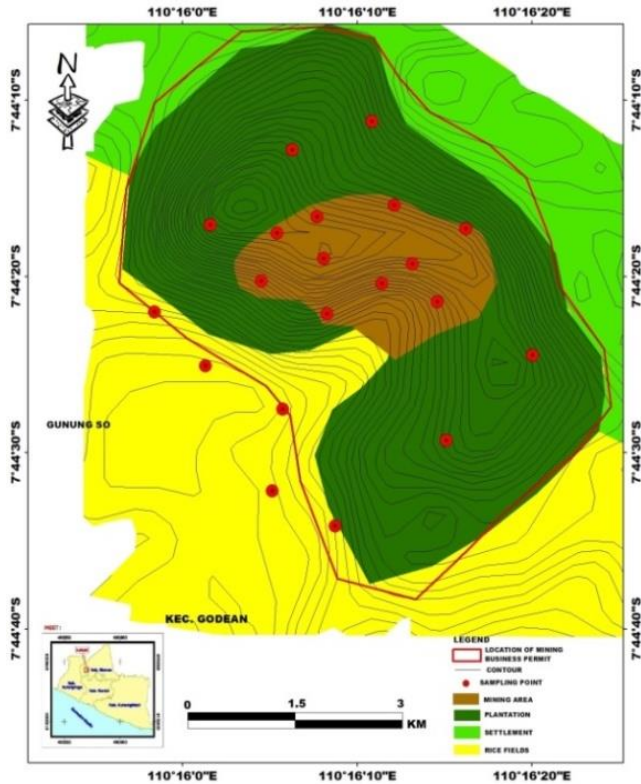 110°16'0"E 110°16'10"E 110°16'20"E
N
7°44'10"S 7°44'10"S
7°44'20"S 7°44'20"S
GUNUNG SO
7°44'30"S 7°44'30"S
KEC. GODEAN
7°44'40"S 7°44'40"S
LEGEND
LOCATION OF MINING
BUSINESS PERMIT
CONTOUR
SAMPLING POINT
MINING AREA
PLANTATION
SETTLEMENT
RICE FIELDS
0 1.5 3
KM
110°16'0"E 110°16'10"E 110°16'20"E